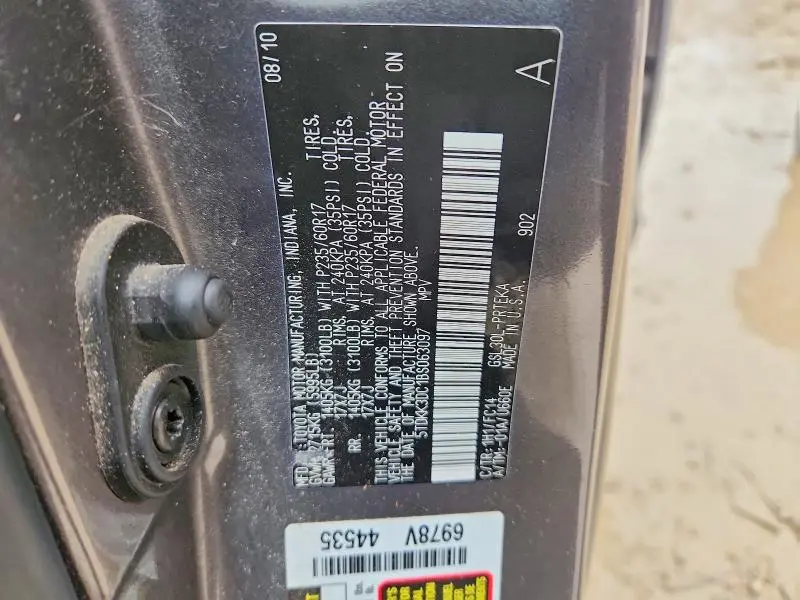 MFD. BY: TOYOTA MOTOR MANUFACTURING, INDIANA, INC. 08/10
GVWR 2715KG (5995LB)
GAWR FRT 1405KG (3100LB) WITH P235/60R17 TIRES,
17X7J RIMS, AT 240KPA (35PSI) COLD.
RR. 1405KG (3100LB) WITH P235/60R17 TIRES,
17X7J RIMS, AT 240KPA (35PSI) COLD.
THIS VEHICLE CONFORMS TO ALL APPLICABLE FEDERAL MOTOR
VEHICLE SAFETY AND THEFT PREVENTION STANDARDS IN EFFECT ON
THE DATE OF MANUFACTURE SHOWN ABOVE.
5TDKK3DC1BS063097 MPV
902
C/TR: 1H1/FC14 GSL30L-PRTEKA
A/TM: -01A/U660E MADE IN U.S.A.
A
6978V 44535